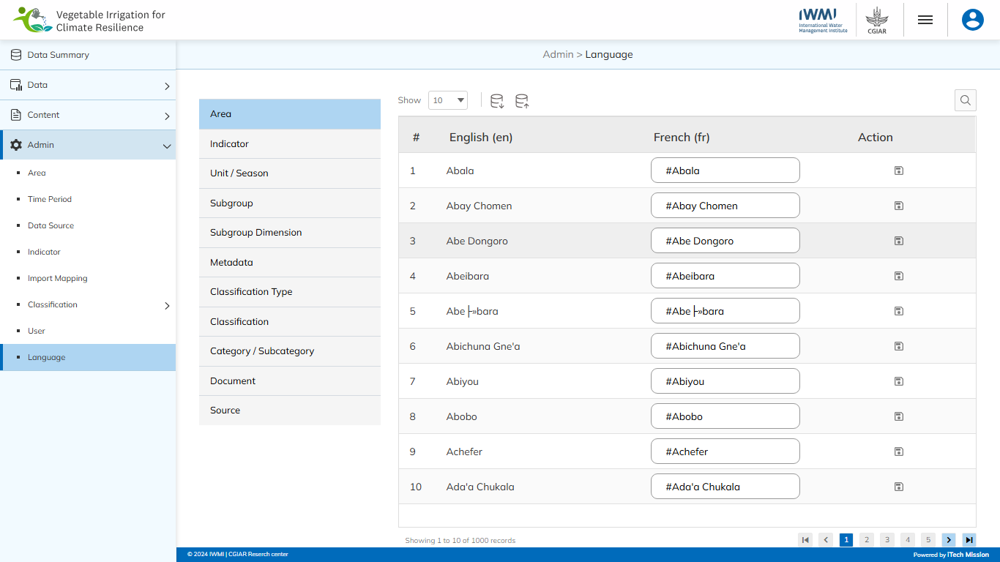 Vegetable Irrigation for
Climate Resilience
IWMI
International Water
Management Institute
CGIAR
Data Summary
Data
Content
Admin
Area
Time Period
Data Source
Indicator
Import Mapping
Classification
User
Language
Admin > Language
Area
Indicator
Unit / Season
Subgroup
Subgroup Dimension
Metadata
Classification Type
Classification
Category / Subcategory
Document
Source
Show 10
# English (en) French (fr) Action
1 Abala #Abala
2 Abay Chomen #Abay Chomen
3 Abe Dongoro #Abe Dongoro
4 Abeibara #Abeibara
5 Abe├»bara #Abe├»bara
6 Abichuna Gne'a #Abichuna Gne'a
7 Abiyou #Abiyou
8 Abobo #Abobo
9 Achefer #Achefer
10 Ada'a Chukala #Ada'a Chukala
Showing 1 to 10 of 1000 records
1 2 3 4 5
© 2024 IWMI | CGIAR Reserch center
Powered by iTech Mission